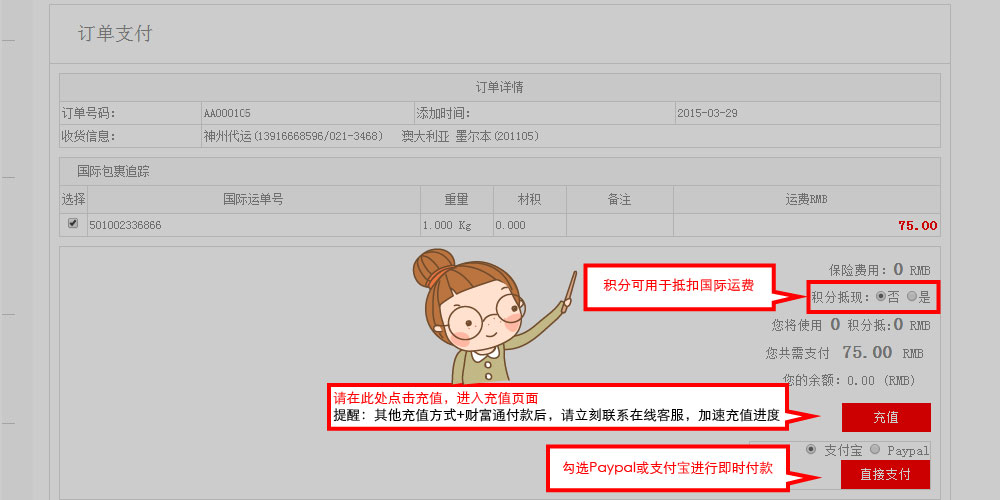 订单支付
订单详情
订单号码： AA000105 添加时间： 2015-03-29
收货信息： 神州代运(13916668596/021-3468) 澳大利亚 墨尔本(201105)
国际包裹追踪
选择 国际运单号 重量 材积 备注 运费RMB
501002336866 1.000 Kg 0.000 75.00
保险费用：0 RMB
积分可用于抵扣国际运费
积分抵现： 否 是
您将使用 0 积分抵:0 RMB
您共需支付 75.00 RMB
您的余额：0.00 (RMB)
请在此处点击充值，进入充值页面
提醒：其他充值方式+财富通付款后，请立刻联系在线客服，加速充值进度
充值
支付宝 Paypal
勾选Paypal或支付宝进行即时付款
直接支付